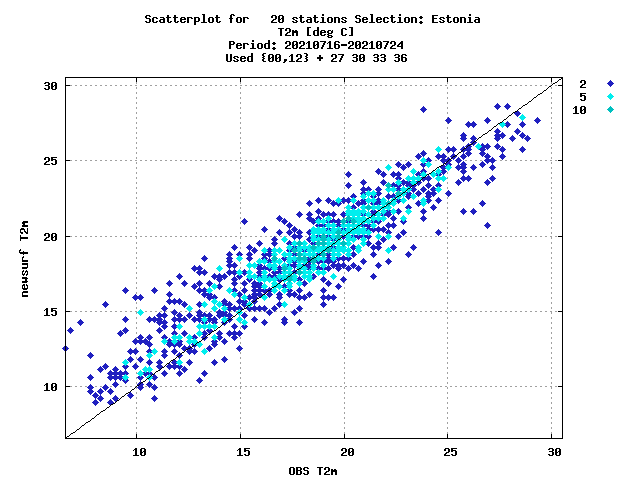 Scatterplot for   20 stations Selection: Estonia
T2m [deg C]
Period: 20210716-20210724
Used {00,12} + 27 30 33 36
2
5
10
30
25
20
15
10
newsurf T2m
10 15 20 25 30
OBS T2m